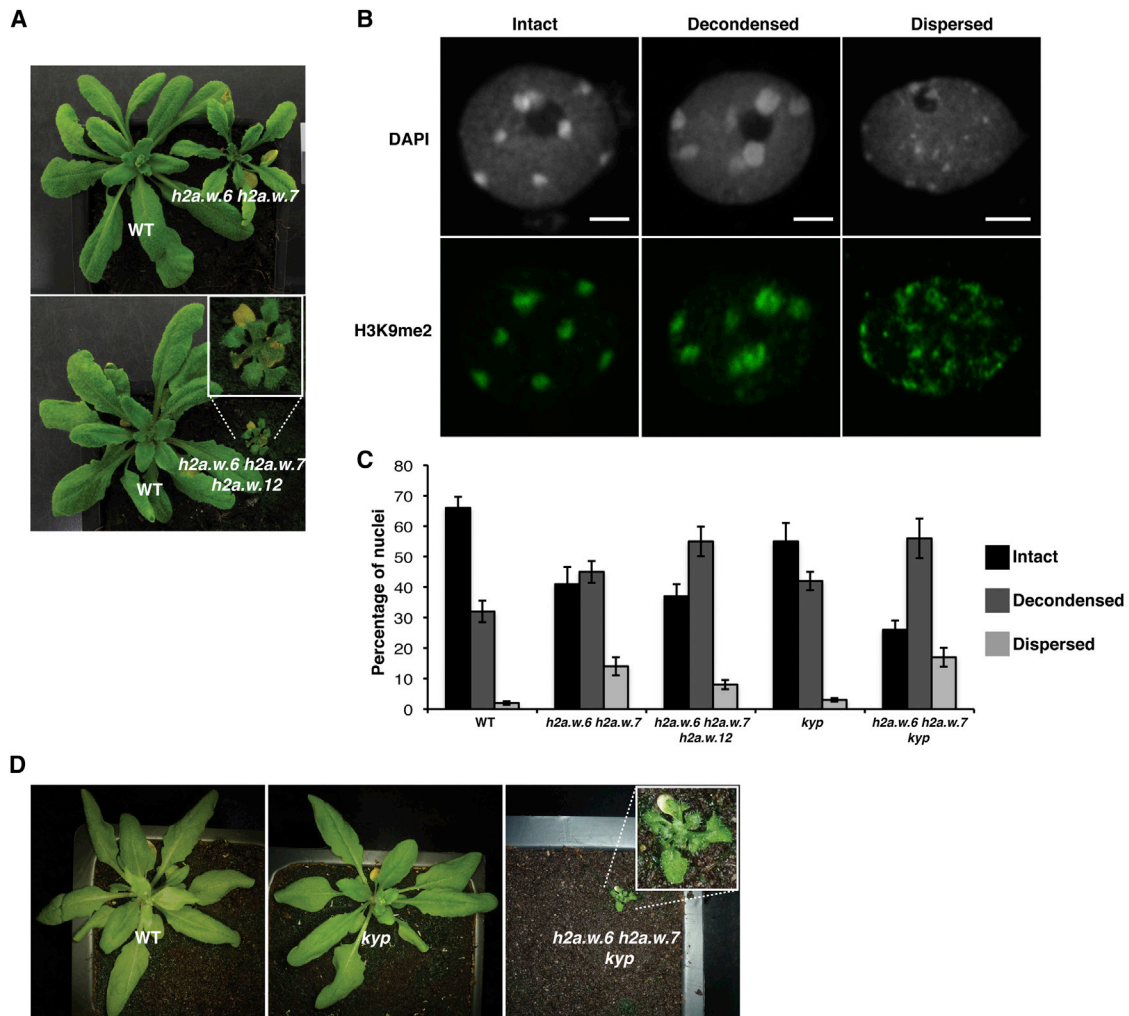 A
h2a.w.6 h2a.w.7
WT
h2a.w.6 h2a.w.7
h2a.w.12
WT
B
Intact
Decondensed
Dispersed
DAPI
H3K9me2
C
Percentage of nuclei
80
70
60
50
40
30
20
10
0
WT
h2a.w.6 h2a.w.7
h2a.w.6 h2a.w.7
h2a.w.12
kyp
h2a.w.6 h2a.w.7
kyp
Intact
Decondensed
Dispersed
D
WT
kyp
h2a.w.6 h2a.w.7
kyp